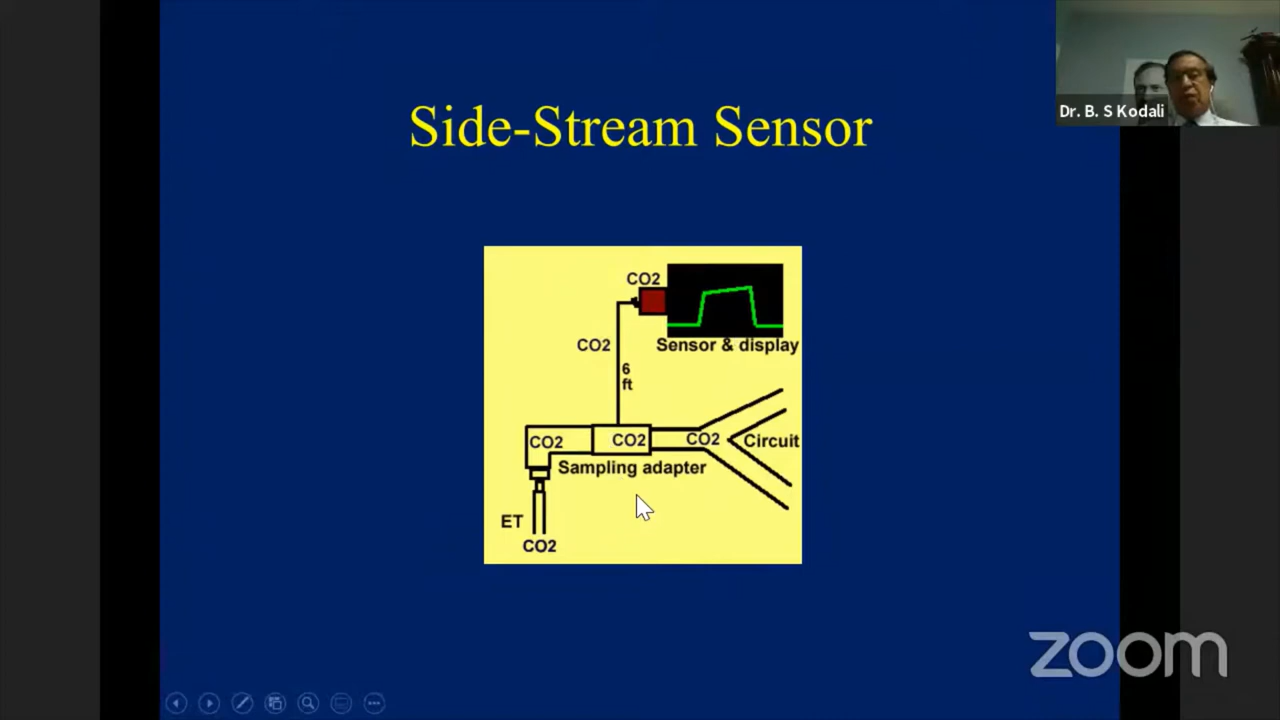 Side-Stream Sensor
Dr. B. S Kodali
CO2
CO2
Sensor & display
6
ft
CO2
CO2
CO2
Circuit
Sampling adapter
ET
CO2
zoom